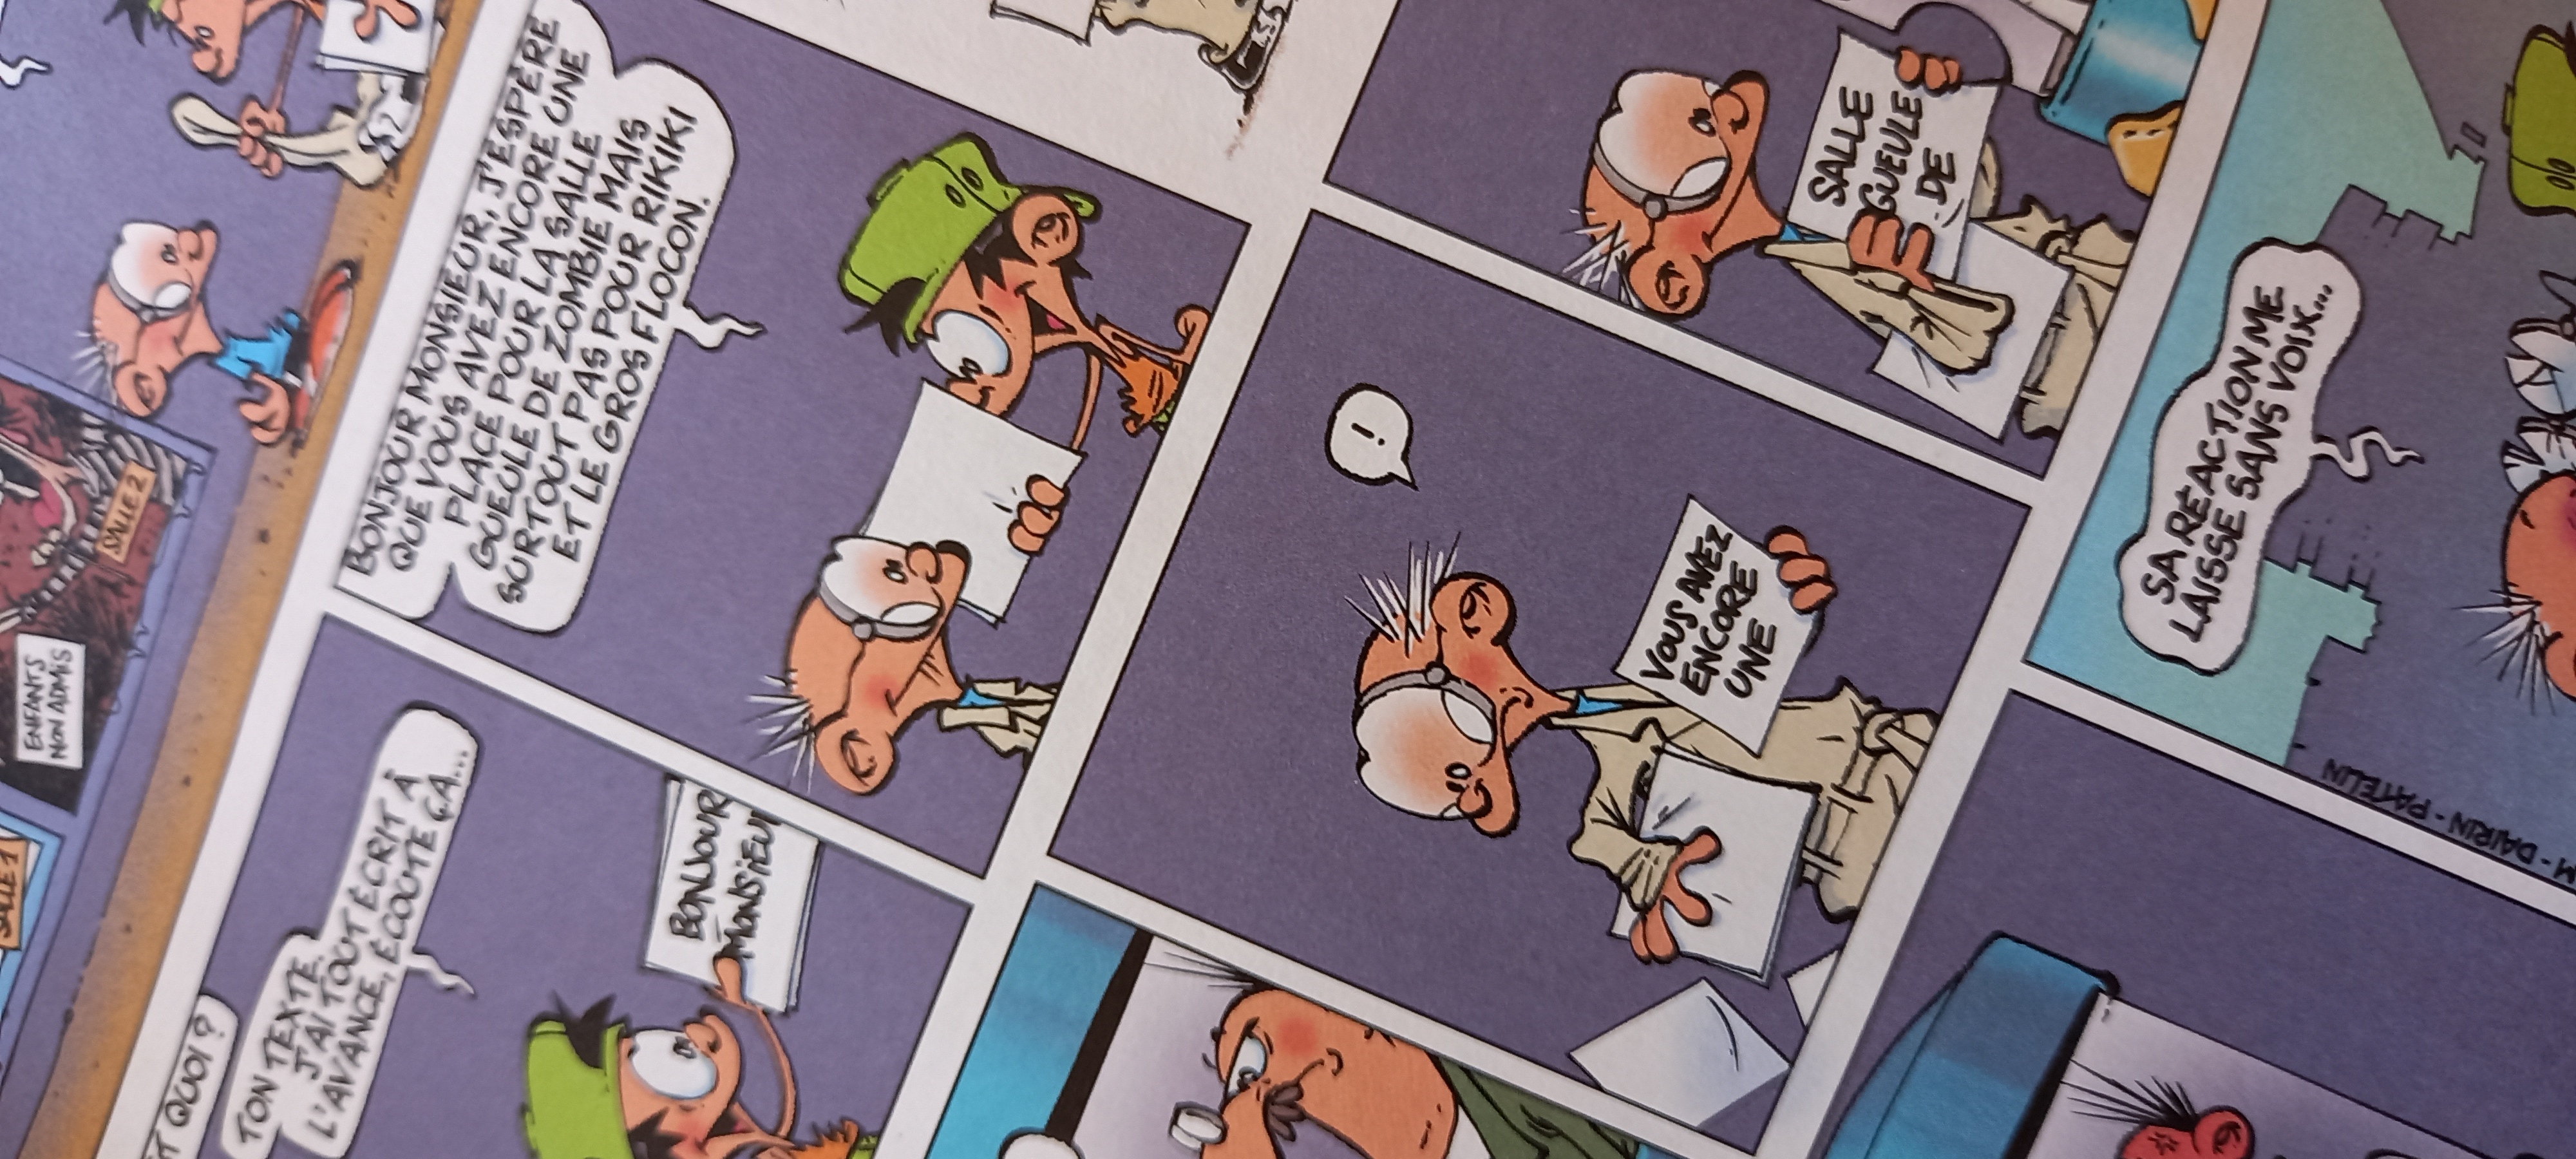 SALLE 1
ENFANTS
NON ADMIS
SALLE 2
QUOI ?
TON TEXTE.
J'AI TOUT ÉCRIT À
L'AVANCE, ÉCOUTE ÇA...
BONJOUR
MONSIEU
BONJOUR MONSIEUR, J'ESPÈRE
QUE VOUS AVEZ ENCORE UNE
PLACE POUR LA SALLE
GUEULE DE ZOMBIE MAIS
SURTOUT PAS POUR RIKIKI
ET LE GROS FLOCON.
!
VOUS AVEZ
ENCORE
UNE
SALLE
GUEULE
DE
SA RÉACTION ME
LAISSE SANS VOIX...
M - DAIRIN - PATELIN